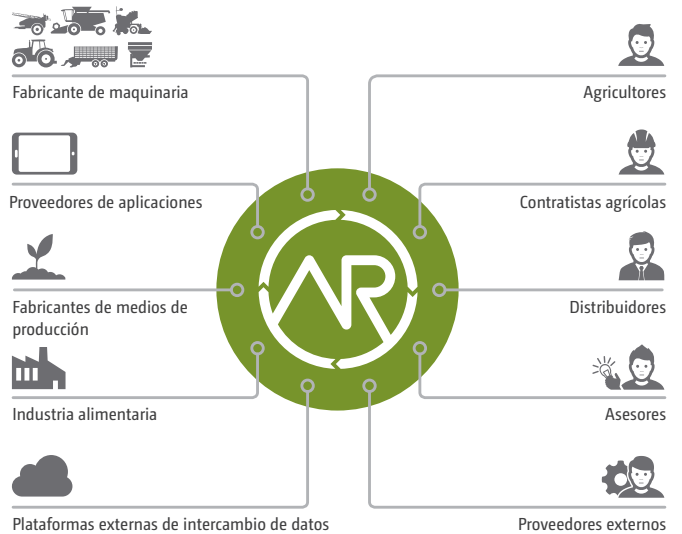 Fabricante de maquinaria
Agricultores
Proveedores de aplicaciones
Contratistas agrícolas
AR
Fabricantes de medios de
producción
Distribuidores
Industria alimentaria
Asesores
Plataformas externas de intercambio de datos
Proveedores externos